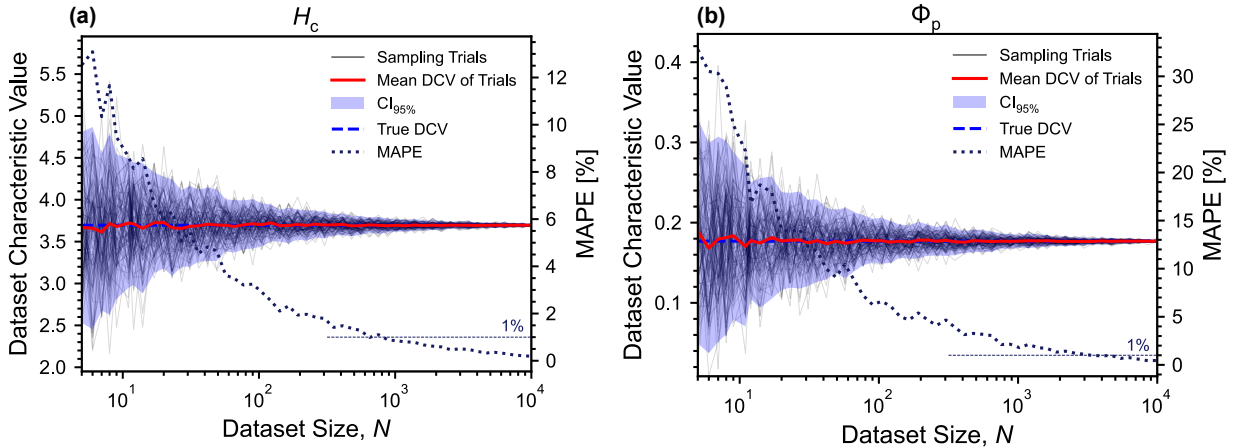 (a)
H_c
Dataset Characteristic Value
5.5
5.0
4.5
4.0
3.5
3.0
2.5
2.0
Sampling Trials
Mean DCV of Trials
CI_95%
True DCV
MAPE
1%
12
10
8
6
4
2
0
MAPE [%]
10^1
10^2
10^3
10^4
Dataset Size, N
(b)
Φ_p
Dataset Characteristic Value
0.4
0.3
0.2
0.1
Sampling Trials
Mean DCV of Trials
CI_95%
True DCV
MAPE
1%
30
25
20
15
10
5
0
MAPE [%]
10^1
10^2
10^3
10^4
Dataset Size, N